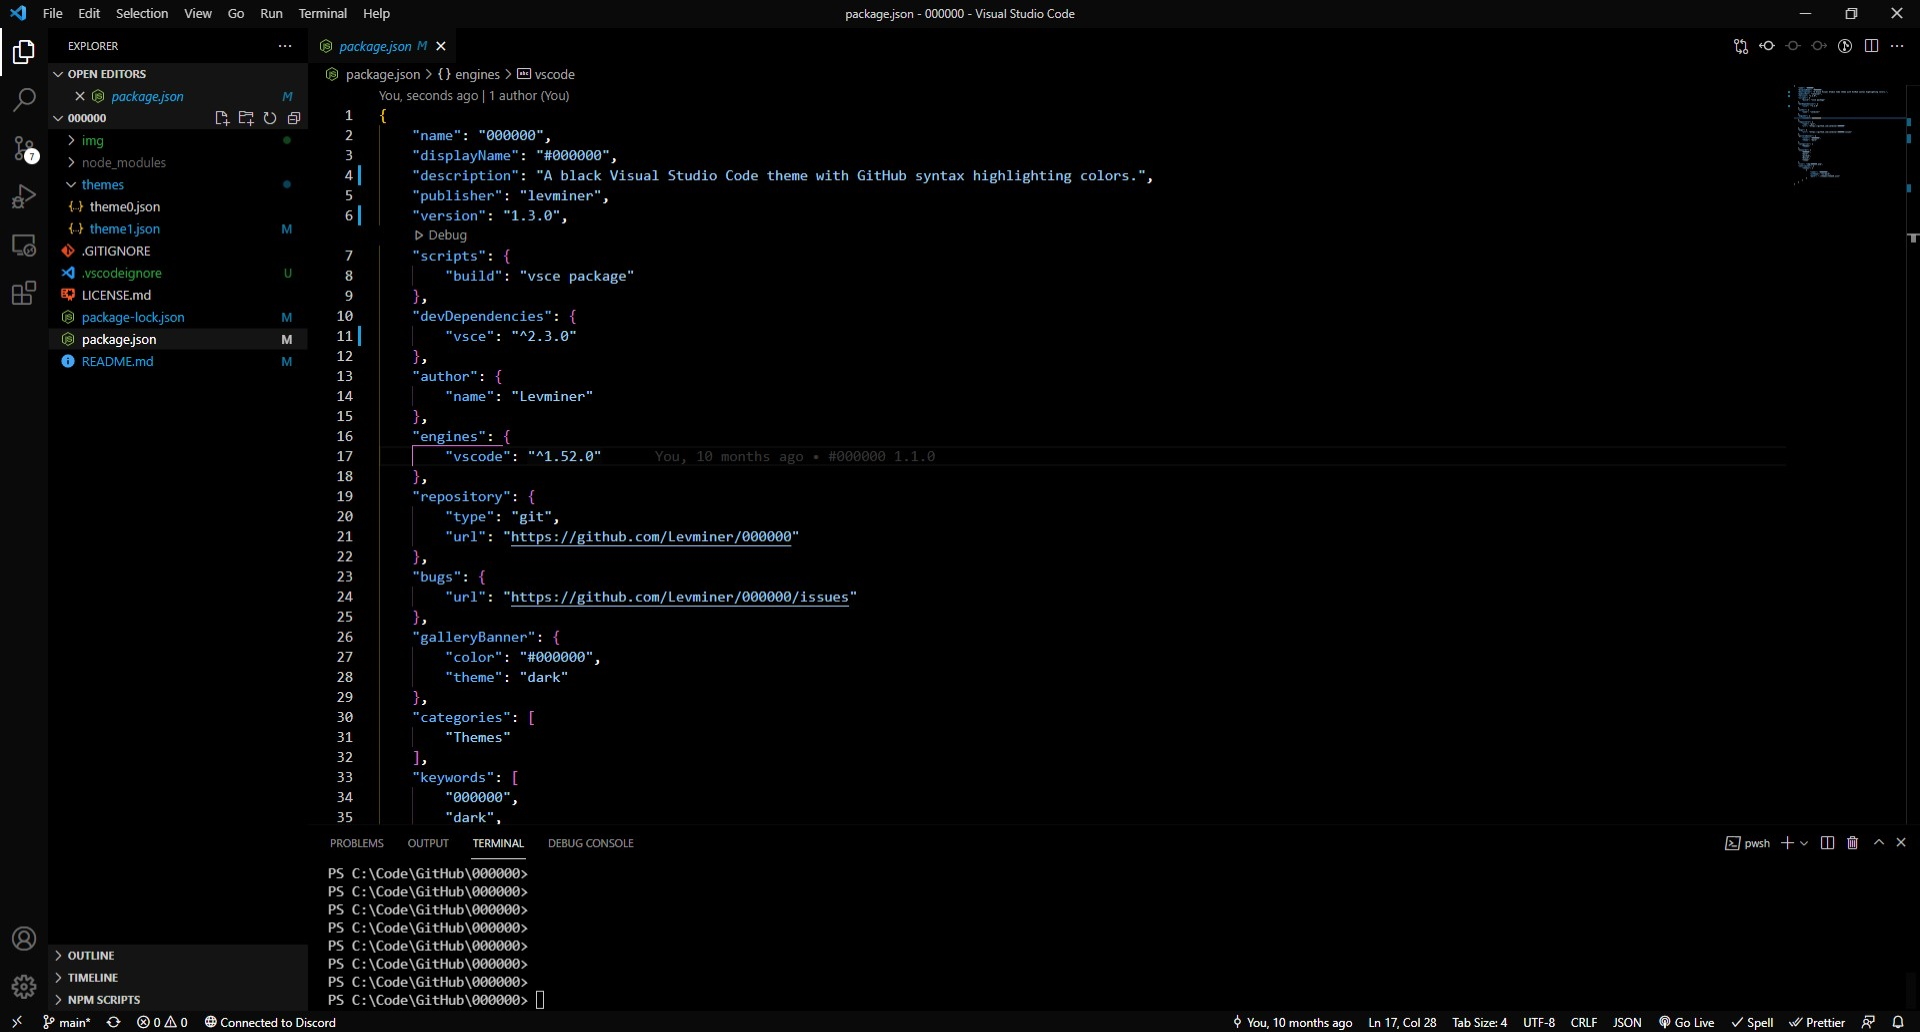 File Edit Selection View Go Run Terminal Help
package.json - 000000 - Visual Studio Code
EXPLORER
OPEN EDITORS
package.json M
000000
img
node_modules
themes
theme0.json
theme1.json M
.GITIGNORE
.vscodeignore U
LICENSE.md
package-lock.json M
package.json M
README.md M
OUTLINE
TIMELINE
NPM SCRIPTS
7
package.json M
package.json > {} engines > abc vscode
You, seconds ago | 1 author (You)
1 {
2 "name": "000000",
3 "displayName": "#000000",
4 "description": "A black Visual Studio Code theme with GitHub syntax highlighting colors.",
5 "publisher": "levminer",
6 "version": "1.3.0",
Debug
7 "scripts": {
8 "build": "vsce package"
9 },
10 "devDependencies": {
11 "vsce": "^2.3.0"
12 },
13 "author": {
14 "name": "Levminer"
15 },
16 "engines": {
17 "vscode": "^1.52.0" You, 10 months ago • #000000 1.1.0
18 },
19 "repository": {
20 "type": "git",
21 "url": "https://github.com/Levminer/000000"
22 },
23 "bugs": {
24 "url": "https://github.com/Levminer/000000/issues"
25 },
26 "galleryBanner": {
27 "color": "#000000",
28 "theme": "dark"
29 },
30 "categories": [
31 "Themes"
32 ],
33 "keywords": [
34 "000000",
35 "dark",
PROBLEMS OUTPUT TERMINAL DEBUG CONSOLE
pwsh
PS C:\Code\GitHub\000000>
PS C:\Code\GitHub\000000>
PS C:\Code\GitHub\000000>
PS C:\Code\GitHub\000000>
PS C:\Code\GitHub\000000>
PS C:\Code\GitHub\000000>
PS C:\Code\GitHub\000000>
PS C:\Code\GitHub\000000>
main* 0 0 Connected to Discord
You, 10 months ago Ln 17, Col 28 Tab Size: 4 UTF-8 CRLF JSON Go Live Spell Prettier